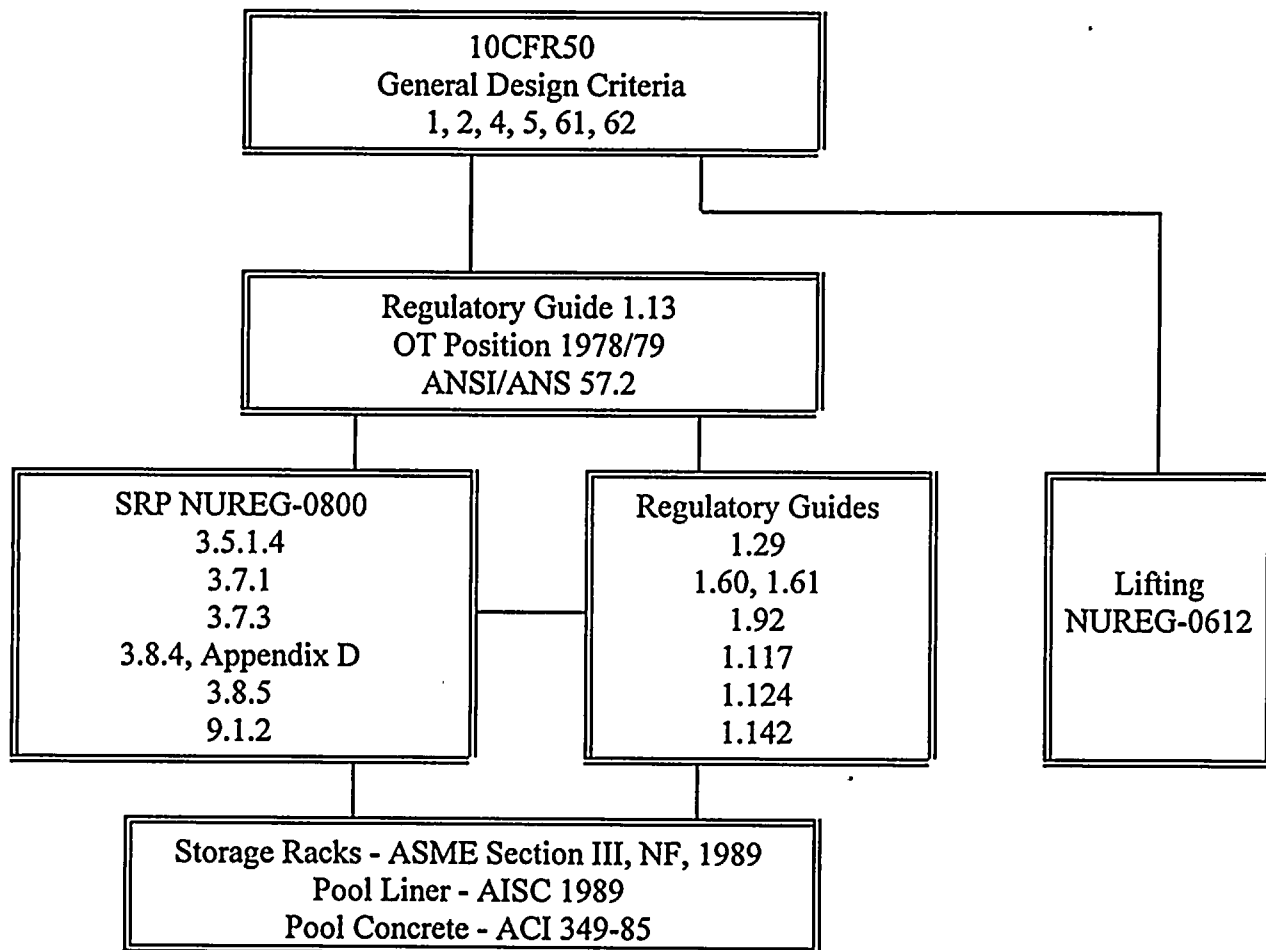 10CFR50
General Design Criteria
1, 2, 4, 5, 61, 62
Regulatory Guide 1.13
OT Position 1978/79
ANSI/ANS 57.2
SRP NUREG-0800
3.5.1.4
3.7.1
3.7.3
3.8.4, Appendix D
3.8.5
9.1.2
Regulatory Guides
1.29
1.60, 1.61
1.92
1.117
1.124
1.142
Lifting
NUREG-0612
Storage Racks - ASME Section III, NF, 1989
Pool Liner - AISC 1989
Pool Concrete - ACI 349-85